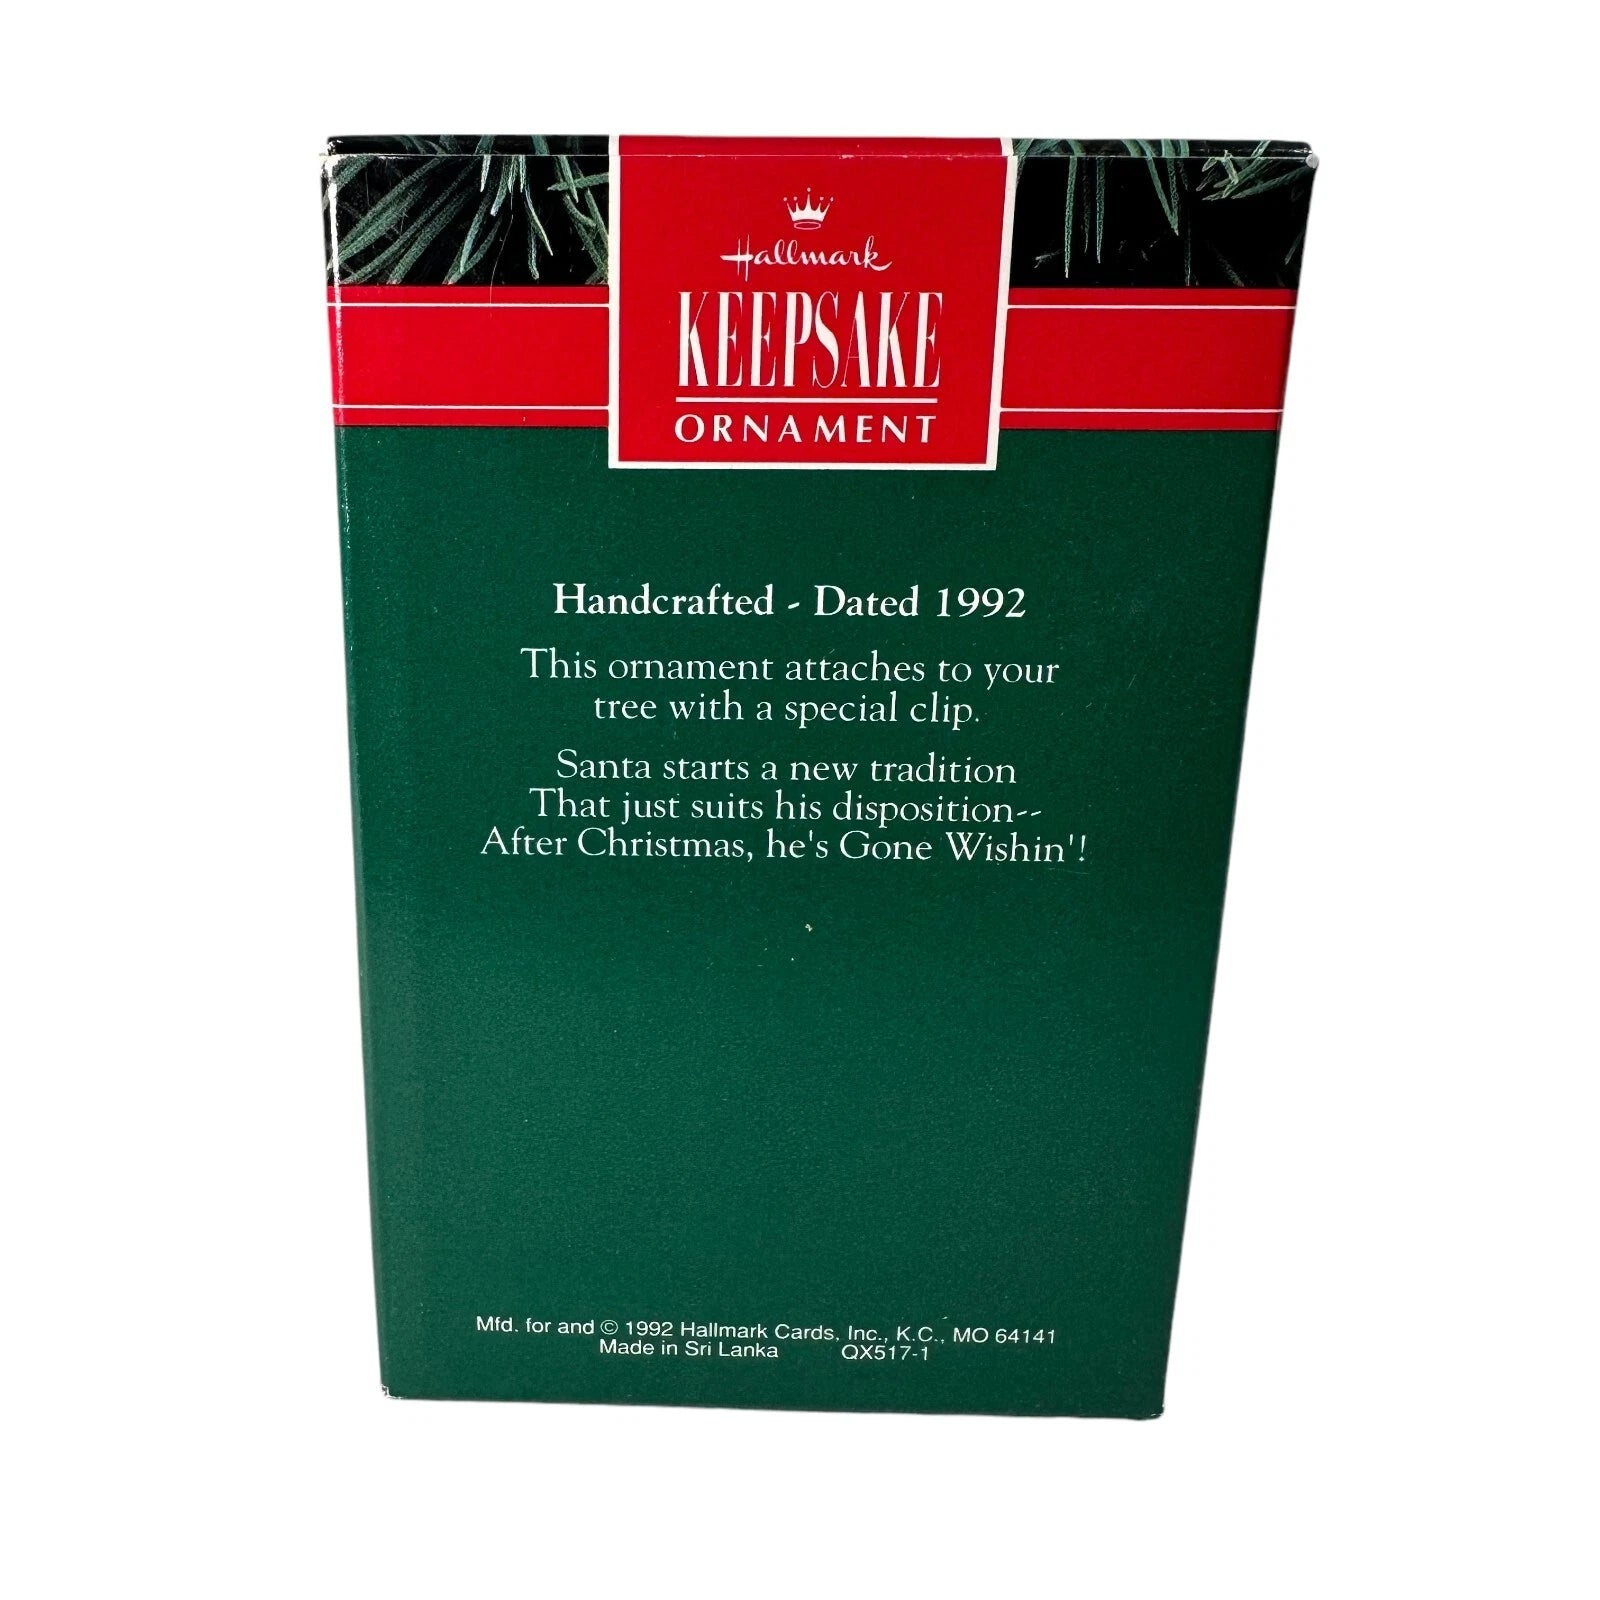 Hallmark
KEEPSAKE
ORNAMENT
Handcrafted - Dated 1992
This ornament attaches to your
tree with a special clip.
Santa starts a new tradition
That just suits his disposition--
After Christmas, he's Gone Wishin'!
Mfd. for and © 1992 Hallmark Cards, Inc., K.C., MO 64141
Made in Sri Lanka QX517-1